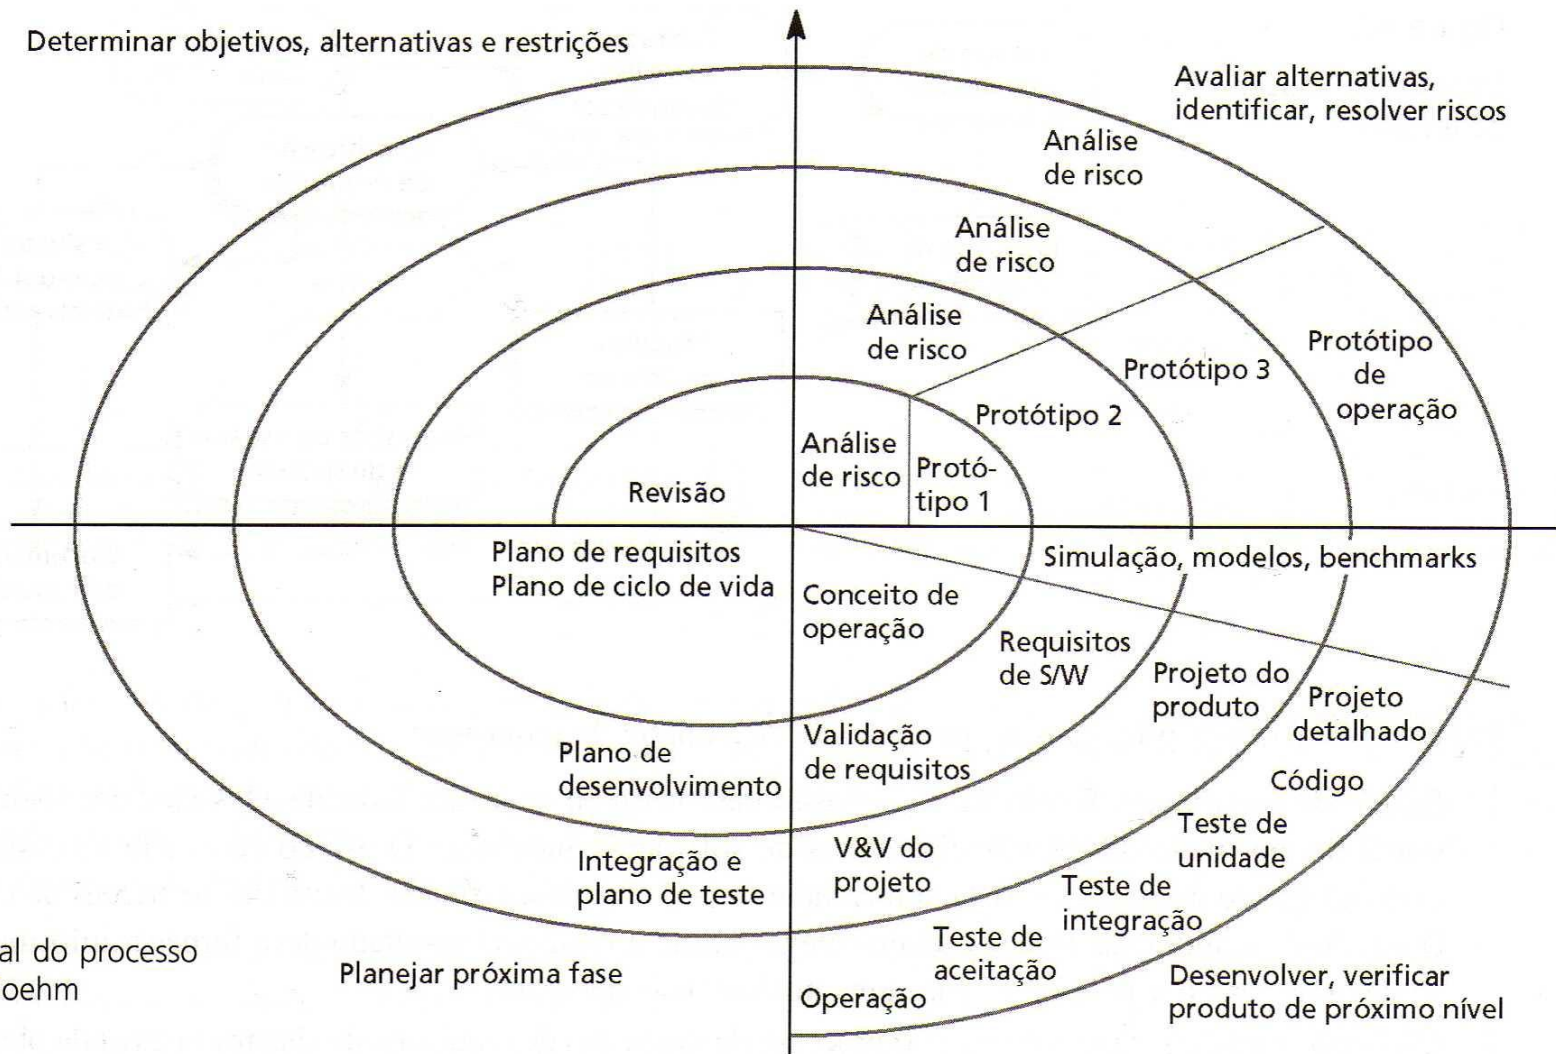 Determinar objetivos, alternativas e restrições
Avaliar alternativas,
identificar, resolver riscos
Análise
de risco
Análise
de risco
Análise
de risco
Análise
de risco
Protó-
tipo 1
Protótipo 2
Protótipo 3
Protótipo
de
operação
Revisão
Plano de requisitos
Plano de ciclo de vida
Simulação, modelos, benchmarks
Conceito de
operação
Requisitos
de S/W
Projeto do
produto
Projeto
detalhado
Plano de
desenvolvimento
Validação
de requisitos
Código
Integração e
plano de teste
V&V do
projeto
Teste de
unidade
Teste de
integração
Teste de
aceitação
Operação
al do processo
oehm
Planejar próxima fase
Desenvolver, verificar
produto de próximo nível